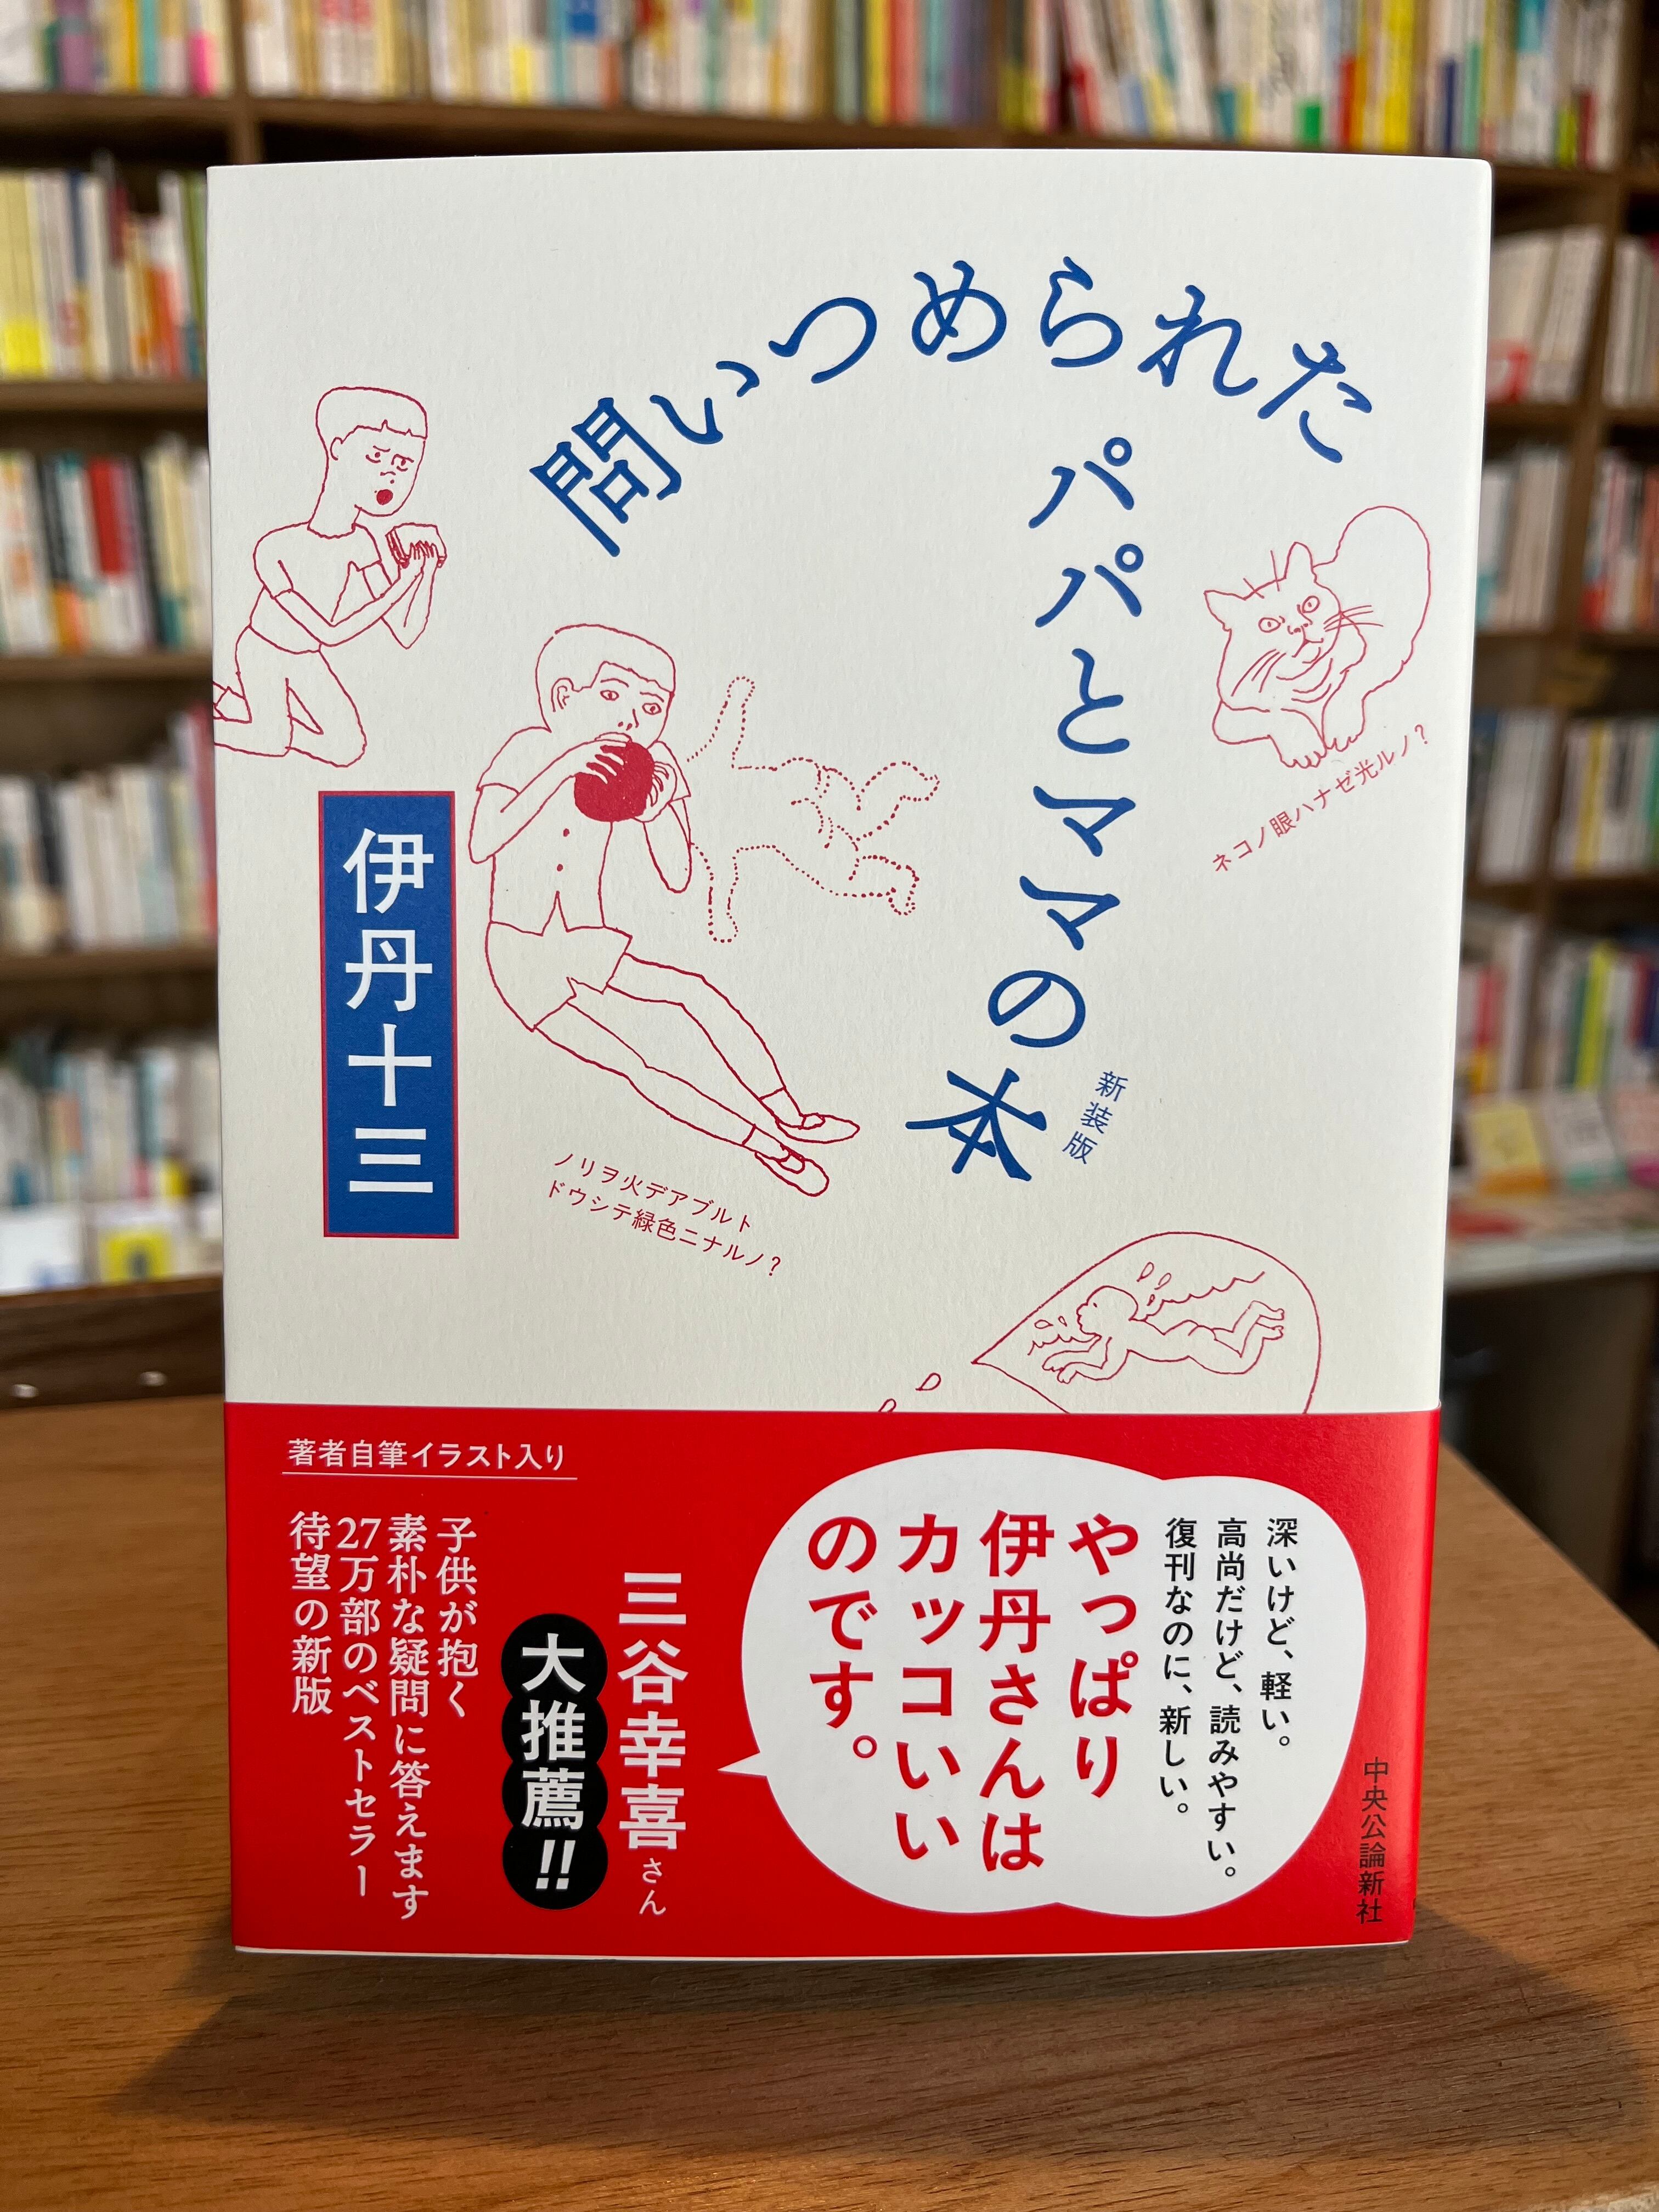 問いつめられた
パパとママの本
新装版
伊丹十三
ネコノ眼ハナゼ光ルノ?
ノリヲ火デアブルト
ドウシテ緑色ニナルノ?
深いけど、軽い。
高尚だけど、読みやすい。
復刊なのに、新しい。
やっぱり
伊丹さんは
カッコいい
のです。
三谷幸喜さん
大推薦!!
著者自筆イラスト入り
子供が抱く
素朴な疑問に答えます
27万部のベストセラー
待望の新版
中央公論新社